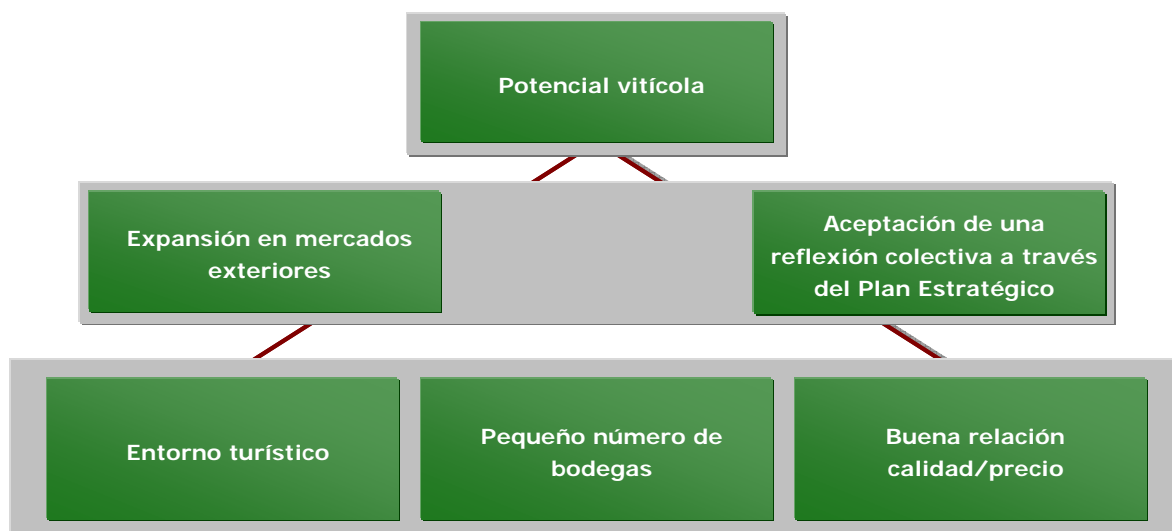 Potencial vitícola
Expansión en mercados
exteriores
Aceptación de una
reflexión colectiva a través
del Plan Estratégico
Entorno turístico
Pequeño número de
bodegas
Buena relación
calidad/precio